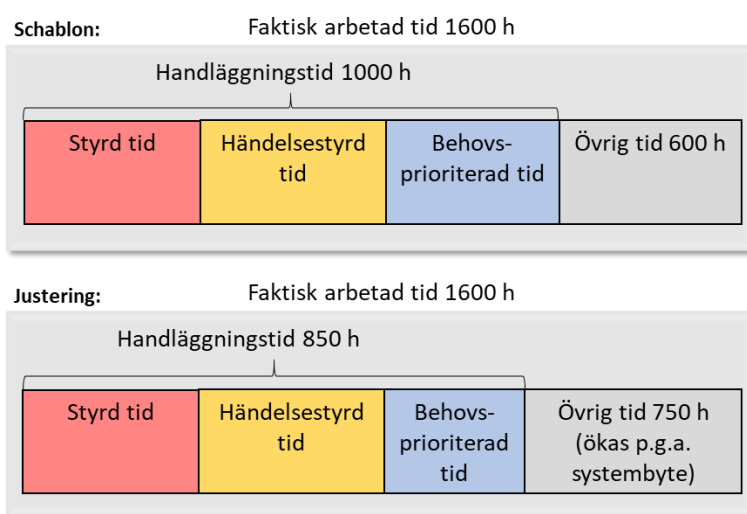 Schablon:
Faktisk arbetad tid 1600 h
Handläggningstid 1000 h
Styrd tid
Händelsestyrd
tid
Behovs-
prioriterad tid
Övrig tid 600 h
Justering:
Faktisk arbetad tid 1600 h
Handläggningstid 850 h
Styrd tid
Händelsestyrd
tid
Behovs-
prioriterad
tid
Övrig tid 750 h
(ökas p.g.a.
systembyte)